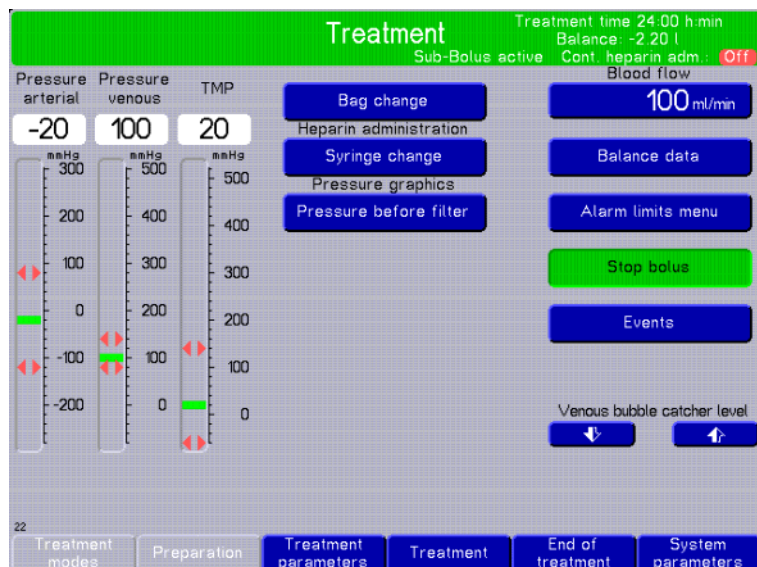 Treatment
Treatment time 24:00 h:min
Balance: -2.20 l
Sub-Bolus active Cont. heparin adm.: Off
Pressure arterial
Pressure venous
TMP
-20
100
20
mmHg
300
200
100
0
-100
-200
mmHg
500
400
300
200
100
0
mmHg
500
400
300
200
100
0
Bag change
Heparin administration
Syringe change
Pressure graphics
Pressure before filter
Blood flow
100 ml/min
Balance data
Alarm limits menu
Stop bolus
Events
Venous bubble catcher level
22
Treatment modes
Preparation
Treatment parameters
Treatment
End of treatment
System parameters